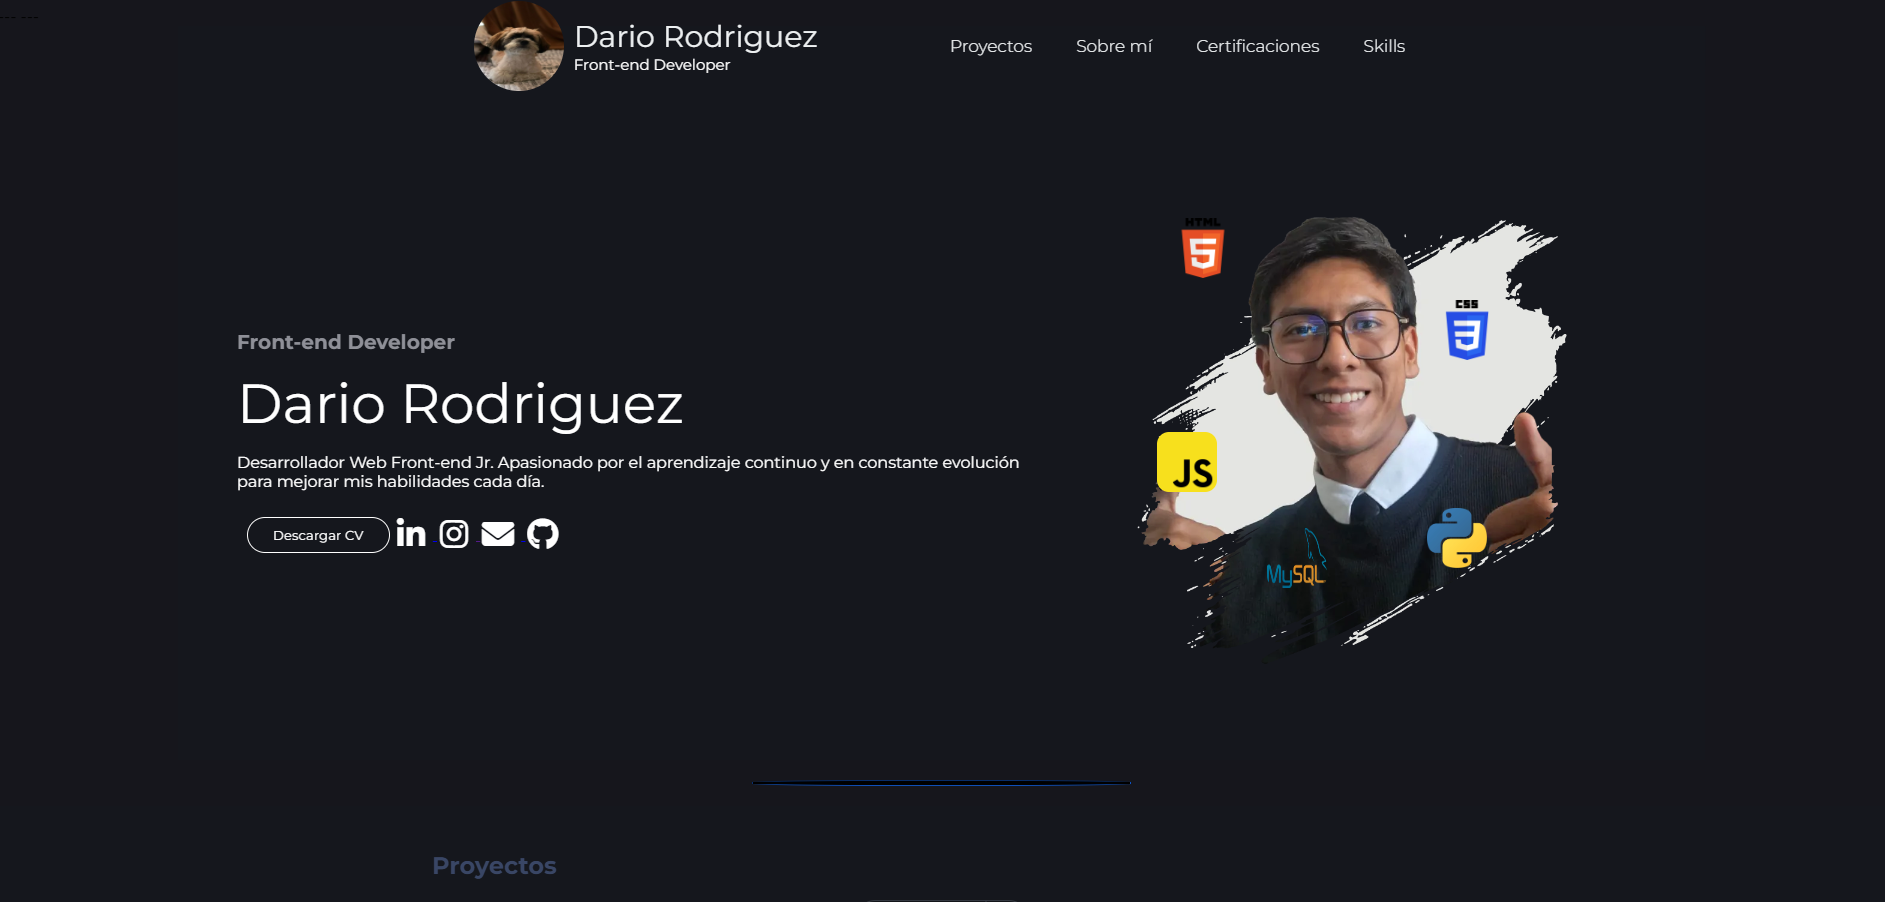 Dario Rodriguez
Front-end Developer
Proyectos
Sobre mí
Certificaciones
Skills
HTML
5
CSS
3
Front-end Developer
Dario Rodriguez
Desarrollador Web Front-end Jr. Apasionado por el aprendizaje continuo y en constante evolución
para mejorar mis habilidades cada día.
JS
Descargar CV
in
MySQL
Proyectos